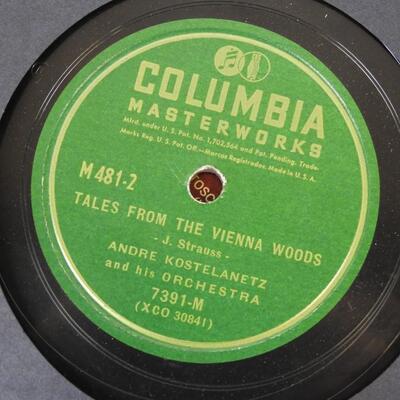 COLUMBIA
MASTERWORKS
Mfrd. under U.S. Pat. No. 1,702,564 and Pat. Pending. Trade-
Marks Reg. U.S. Pat. Off.—Marcas Registradas. Made in U.S.A.
M 481-2
TALES FROM THE VIENNA WOODS
- J. Strauss -
ANDRE KOSTELANETZ
and his ORCHESTRA
7391-M
(XCO 30841)